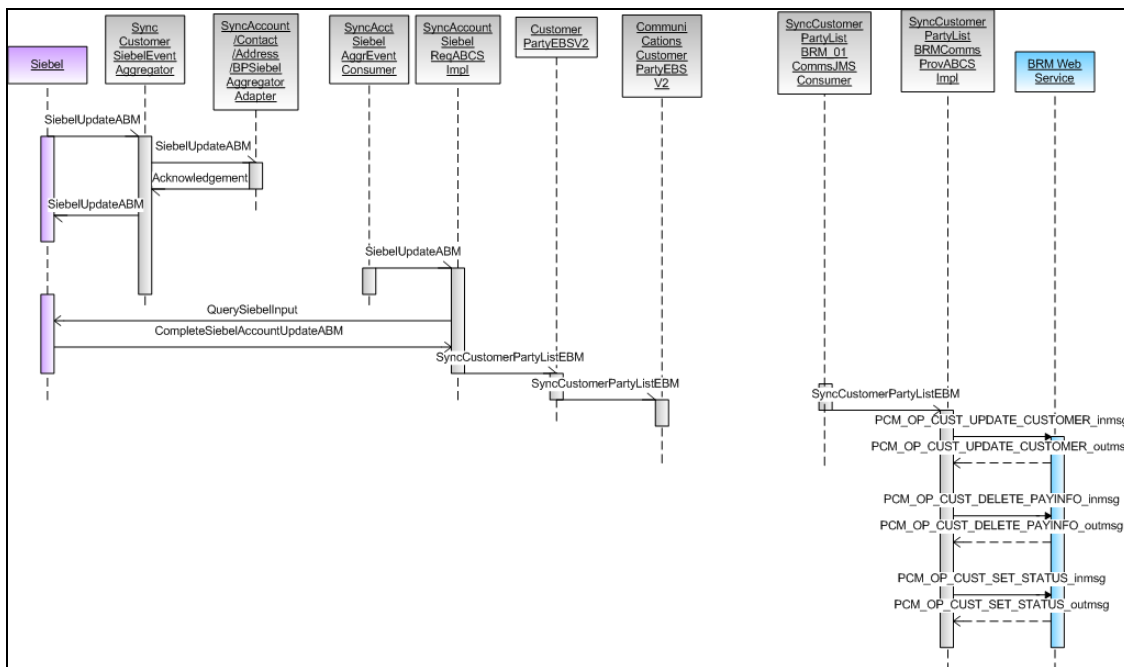 Siebel
Sync
Customer
SiebelEvent
Aggregator
SyncAccount
/Contact
/Address
/BPSiebel
Aggregator
Adapter
SyncAcct
Siebel
AggrEvent
Consumer
SyncAccount
Siebel
ReqABCS
Impl
Customer
PartyEBSV2
Communi
Cations
Customer
PartyEBS
V2
SyncCustomer
PartyList
BRM_01
CommsJMS
Consumer
SyncCustomer
PartyList
BRMComms
ProvABCS
Impl
BRM Web
Service
SiebelUpdateABM
SiebelUpdateABM
Acknowledgement
SiebelUpdateABM
SiebelUpdateABM
QuerySiebelInput
CompleteSiebelAccountUpdateABM
SyncCustomerPartyListEBM
SyncCustomerPartyListEBM
SyncCustomerPartyListEBM
PCM_OP_CUST_UPDATE_CUSTOMER_inmsg
PCM_OP_CUST_UPDATE_CUSTOMER_outmsg
PCM_OP_CUST_DELETE_PAYINFO_inmsg
PCM_OP_CUST_DELETE_PAYINFO_outmsg
PCM_OP_CUST_SET_STATUS_inmsg
PCM_OP_CUST_SET_STATUS_outmsg